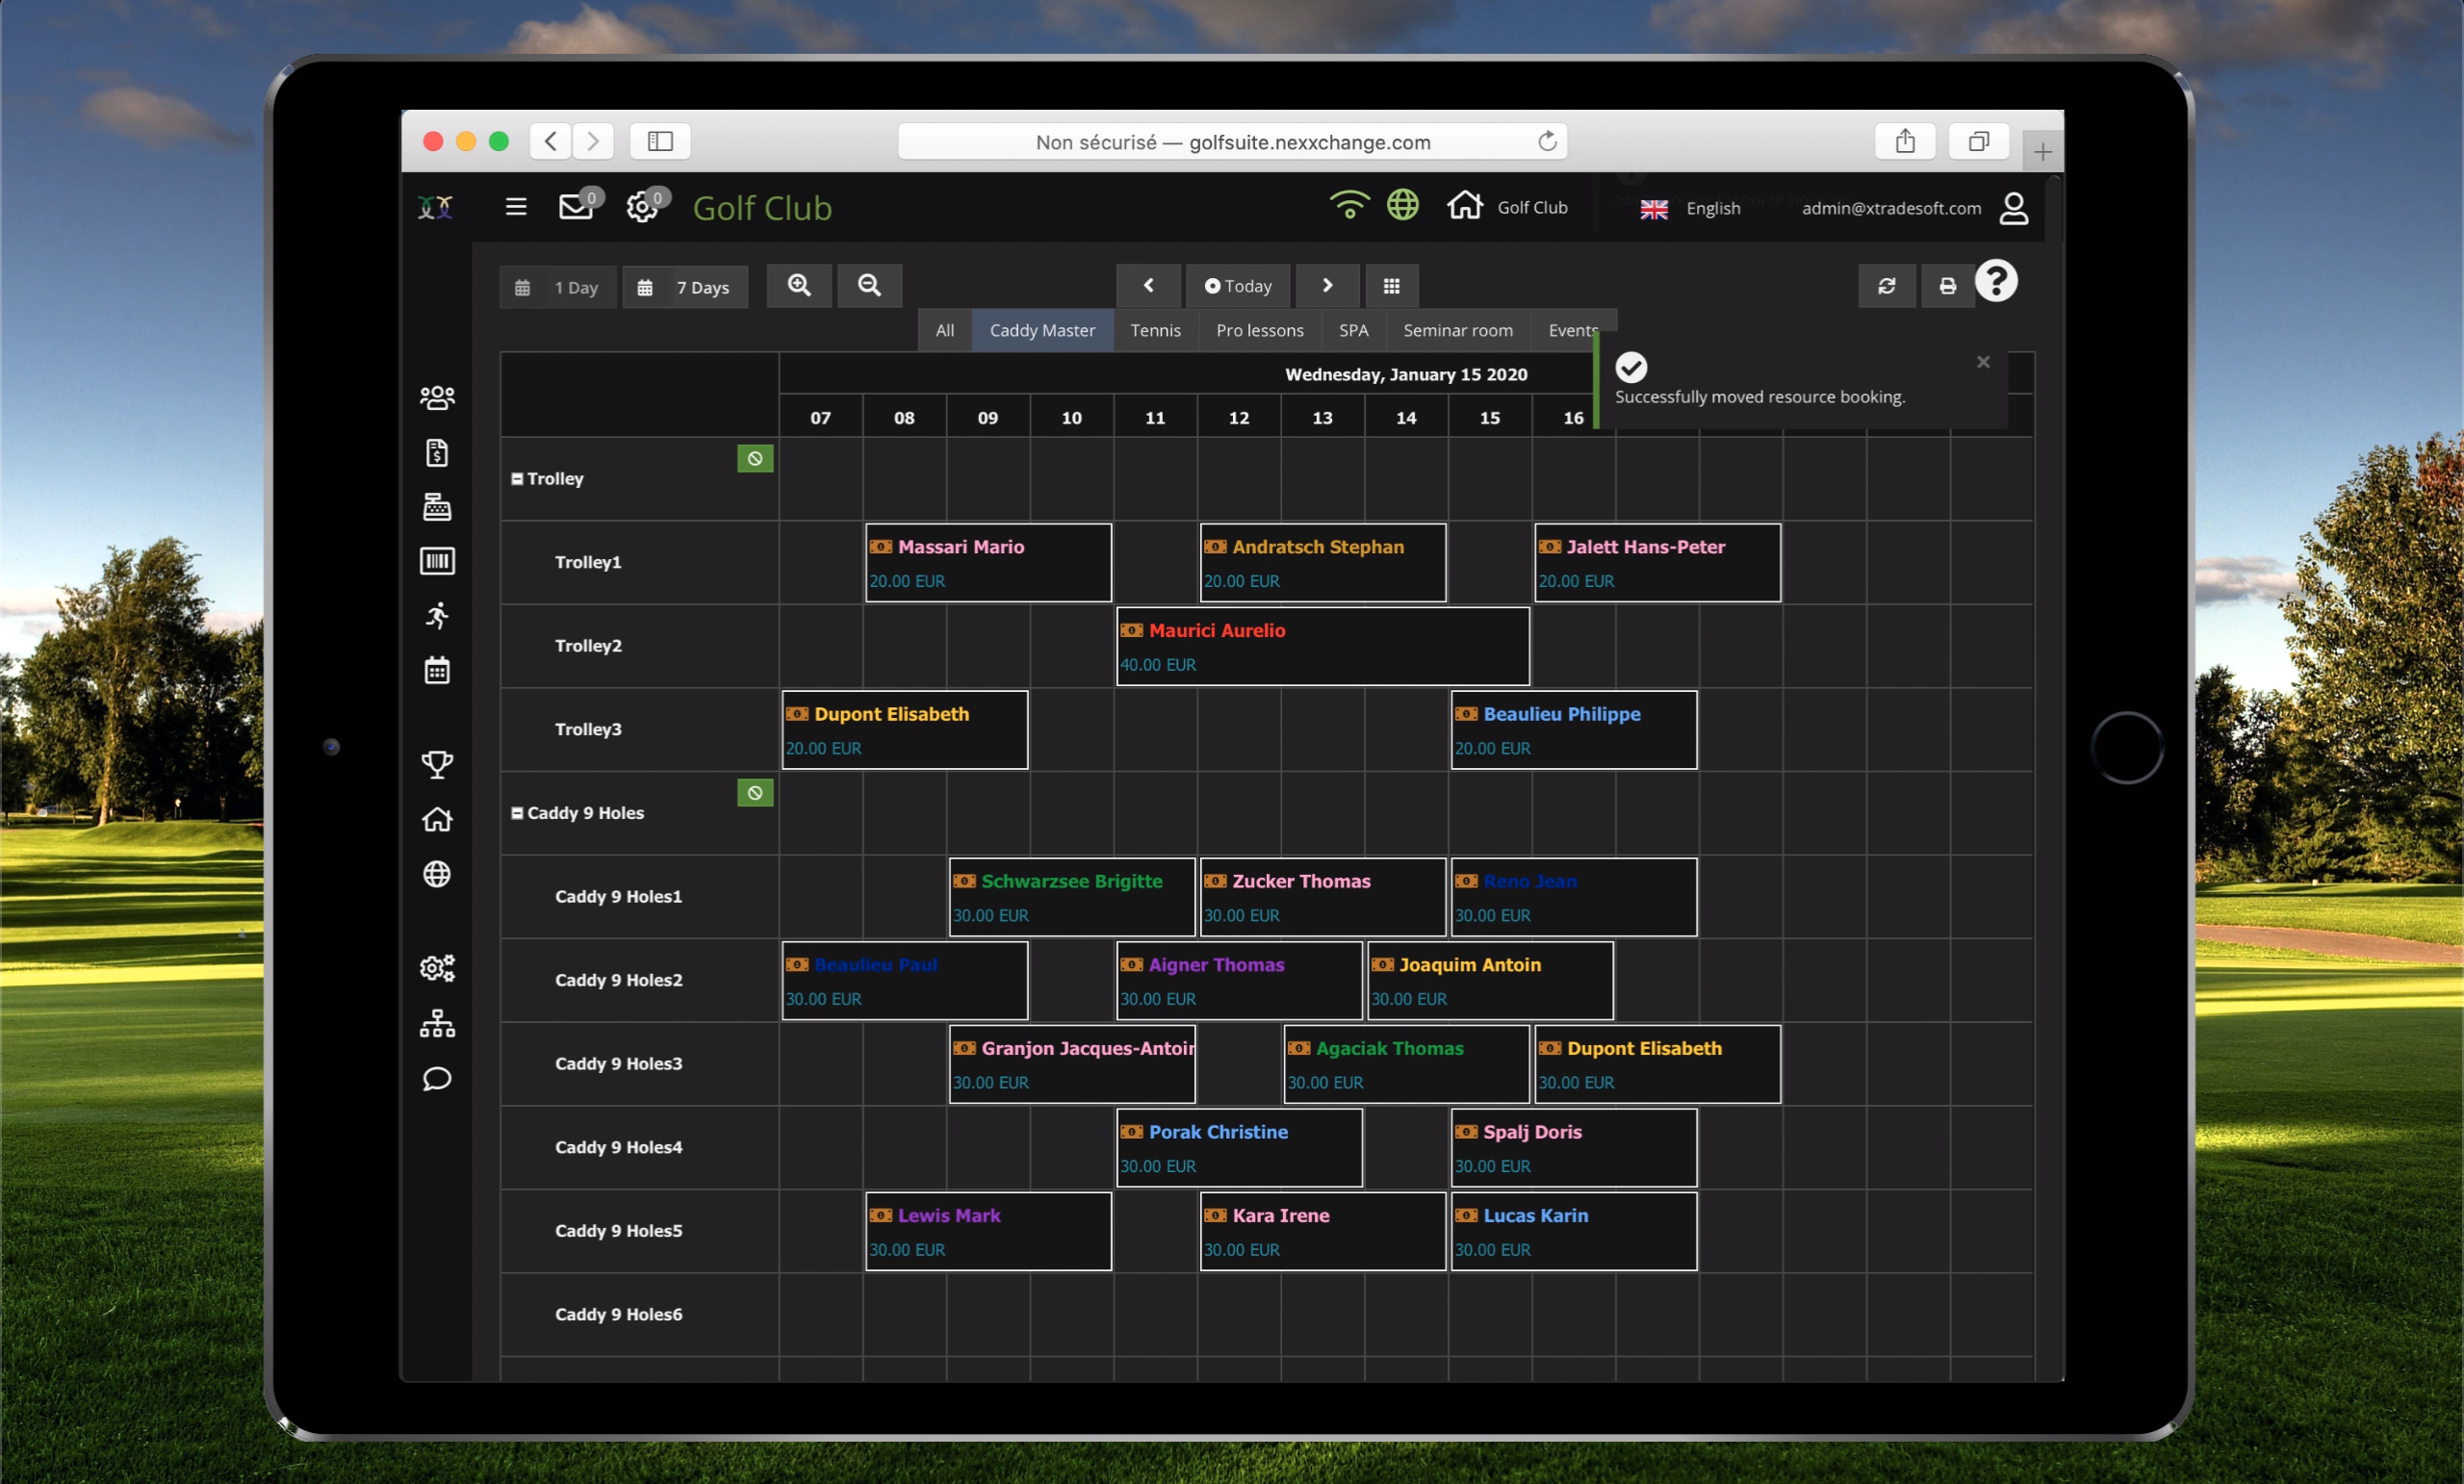 Non sécurisé — golfsuite.nexxchange.com
0 0 Golf Club Golf Club English admin@xtradesoft.com
1 Day 7 Days Today
All Caddy Master Tennis Pro lessons SPA Seminar room Events
Wednesday, January 15 2020
Successfully moved resource booking.
07 08 09 10 11 12 13 14 15 16
Trolley
Trolley1
Massari Mario Andratsch Stephan Jalett Hans-Peter
20.00 EUR 20.00 EUR 20.00 EUR
Trolley2
Maurici Aurelio
40.00 EUR
Trolley3
Dupont Elisabeth Beaulieu Philippe
20.00 EUR 20.00 EUR
Caddy 9 Holes
Caddy 9 Holes1
Schwarzsee Brigitte Zucker Thomas Reno Jean
30.00 EUR 30.00 EUR 30.00 EUR
Caddy 9 Holes2
Beaulieu Paul Aigner Thomas Joaquim Antoin
30.00 EUR 30.00 EUR 30.00 EUR
Caddy 9 Holes3
Granjon Jacques-Antoir Agaciak Thomas Dupont Elisabeth
30.00 EUR 30.00 EUR 30.00 EUR
Caddy 9 Holes4
Porak Christine Spalj Doris
30.00 EUR 30.00 EUR
Caddy 9 Holes5
Lewis Mark Kara Irene Lucas Karin
30.00 EUR 30.00 EUR 30.00 EUR
Caddy 9 Holes6